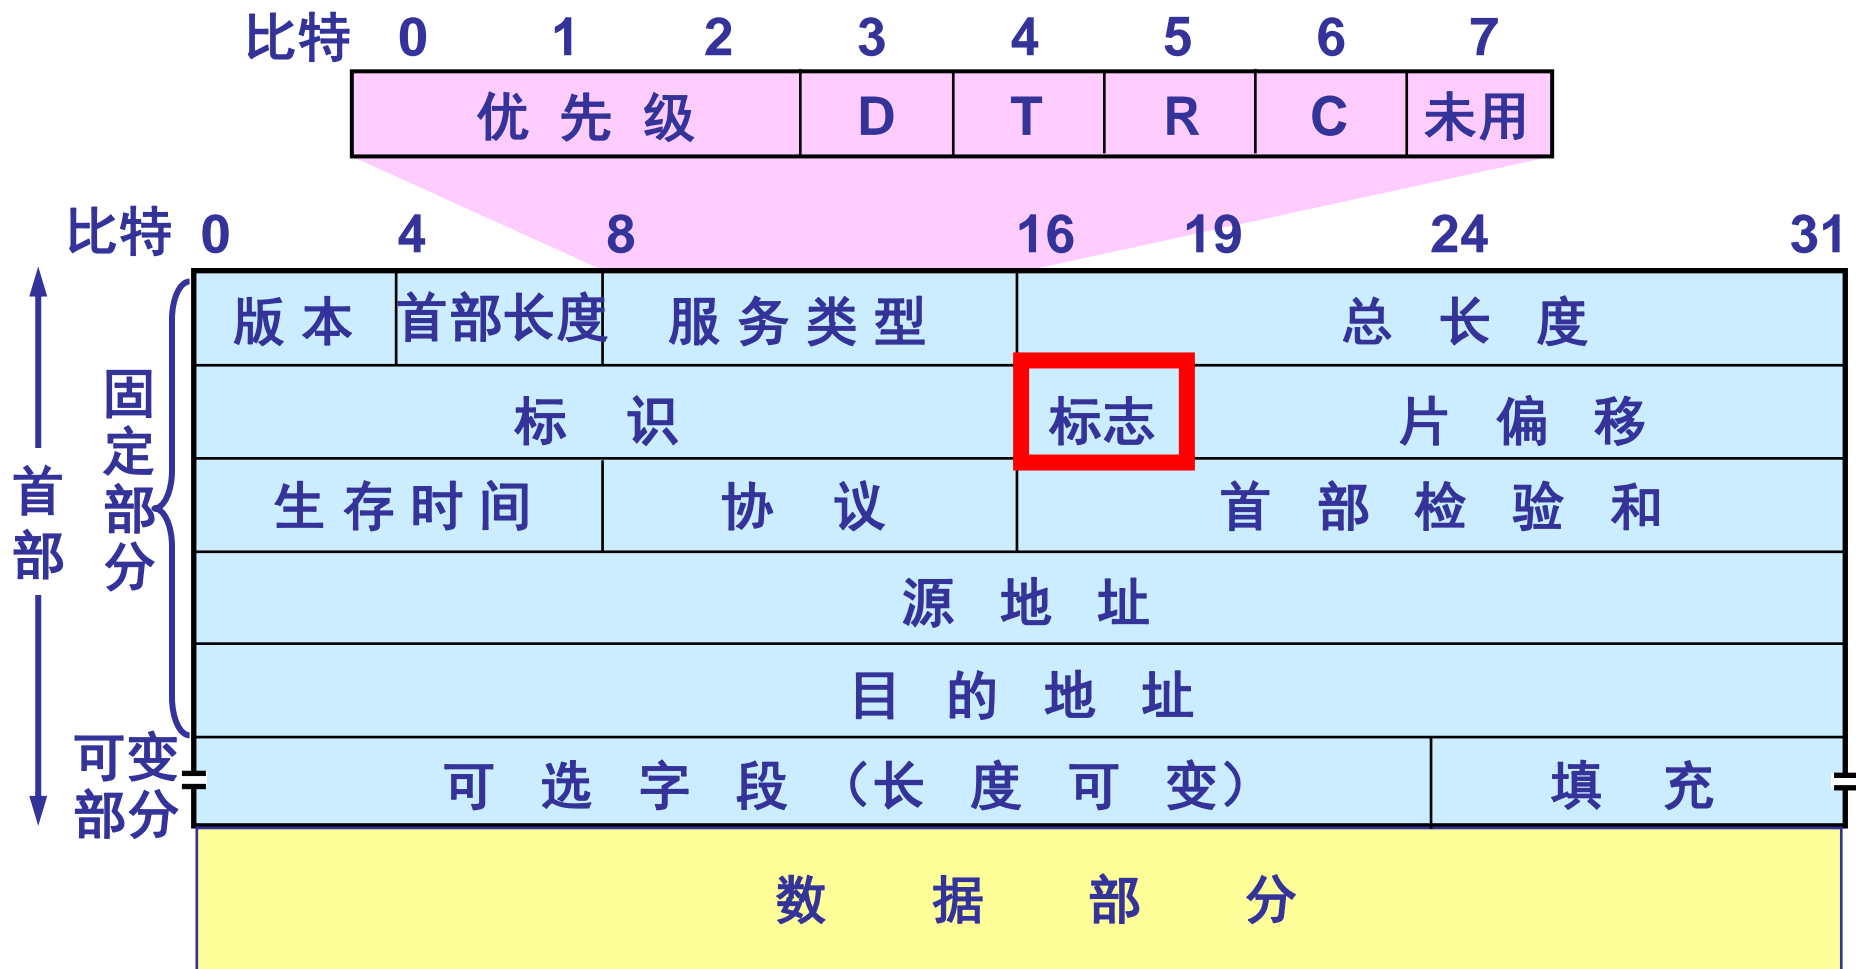 比特 0 1 2 3 4 5 6 7
优先级 D T R C 未用
比特 0 4 8 16 19 24 31
版本 首部长度 服务类型 总长度
标识 标志 片偏移
生存时间 协议 首部检验和
源地址
目的地址
可选字段（长度可变） 填充
数据部分
首部
固定部分
可变
部分